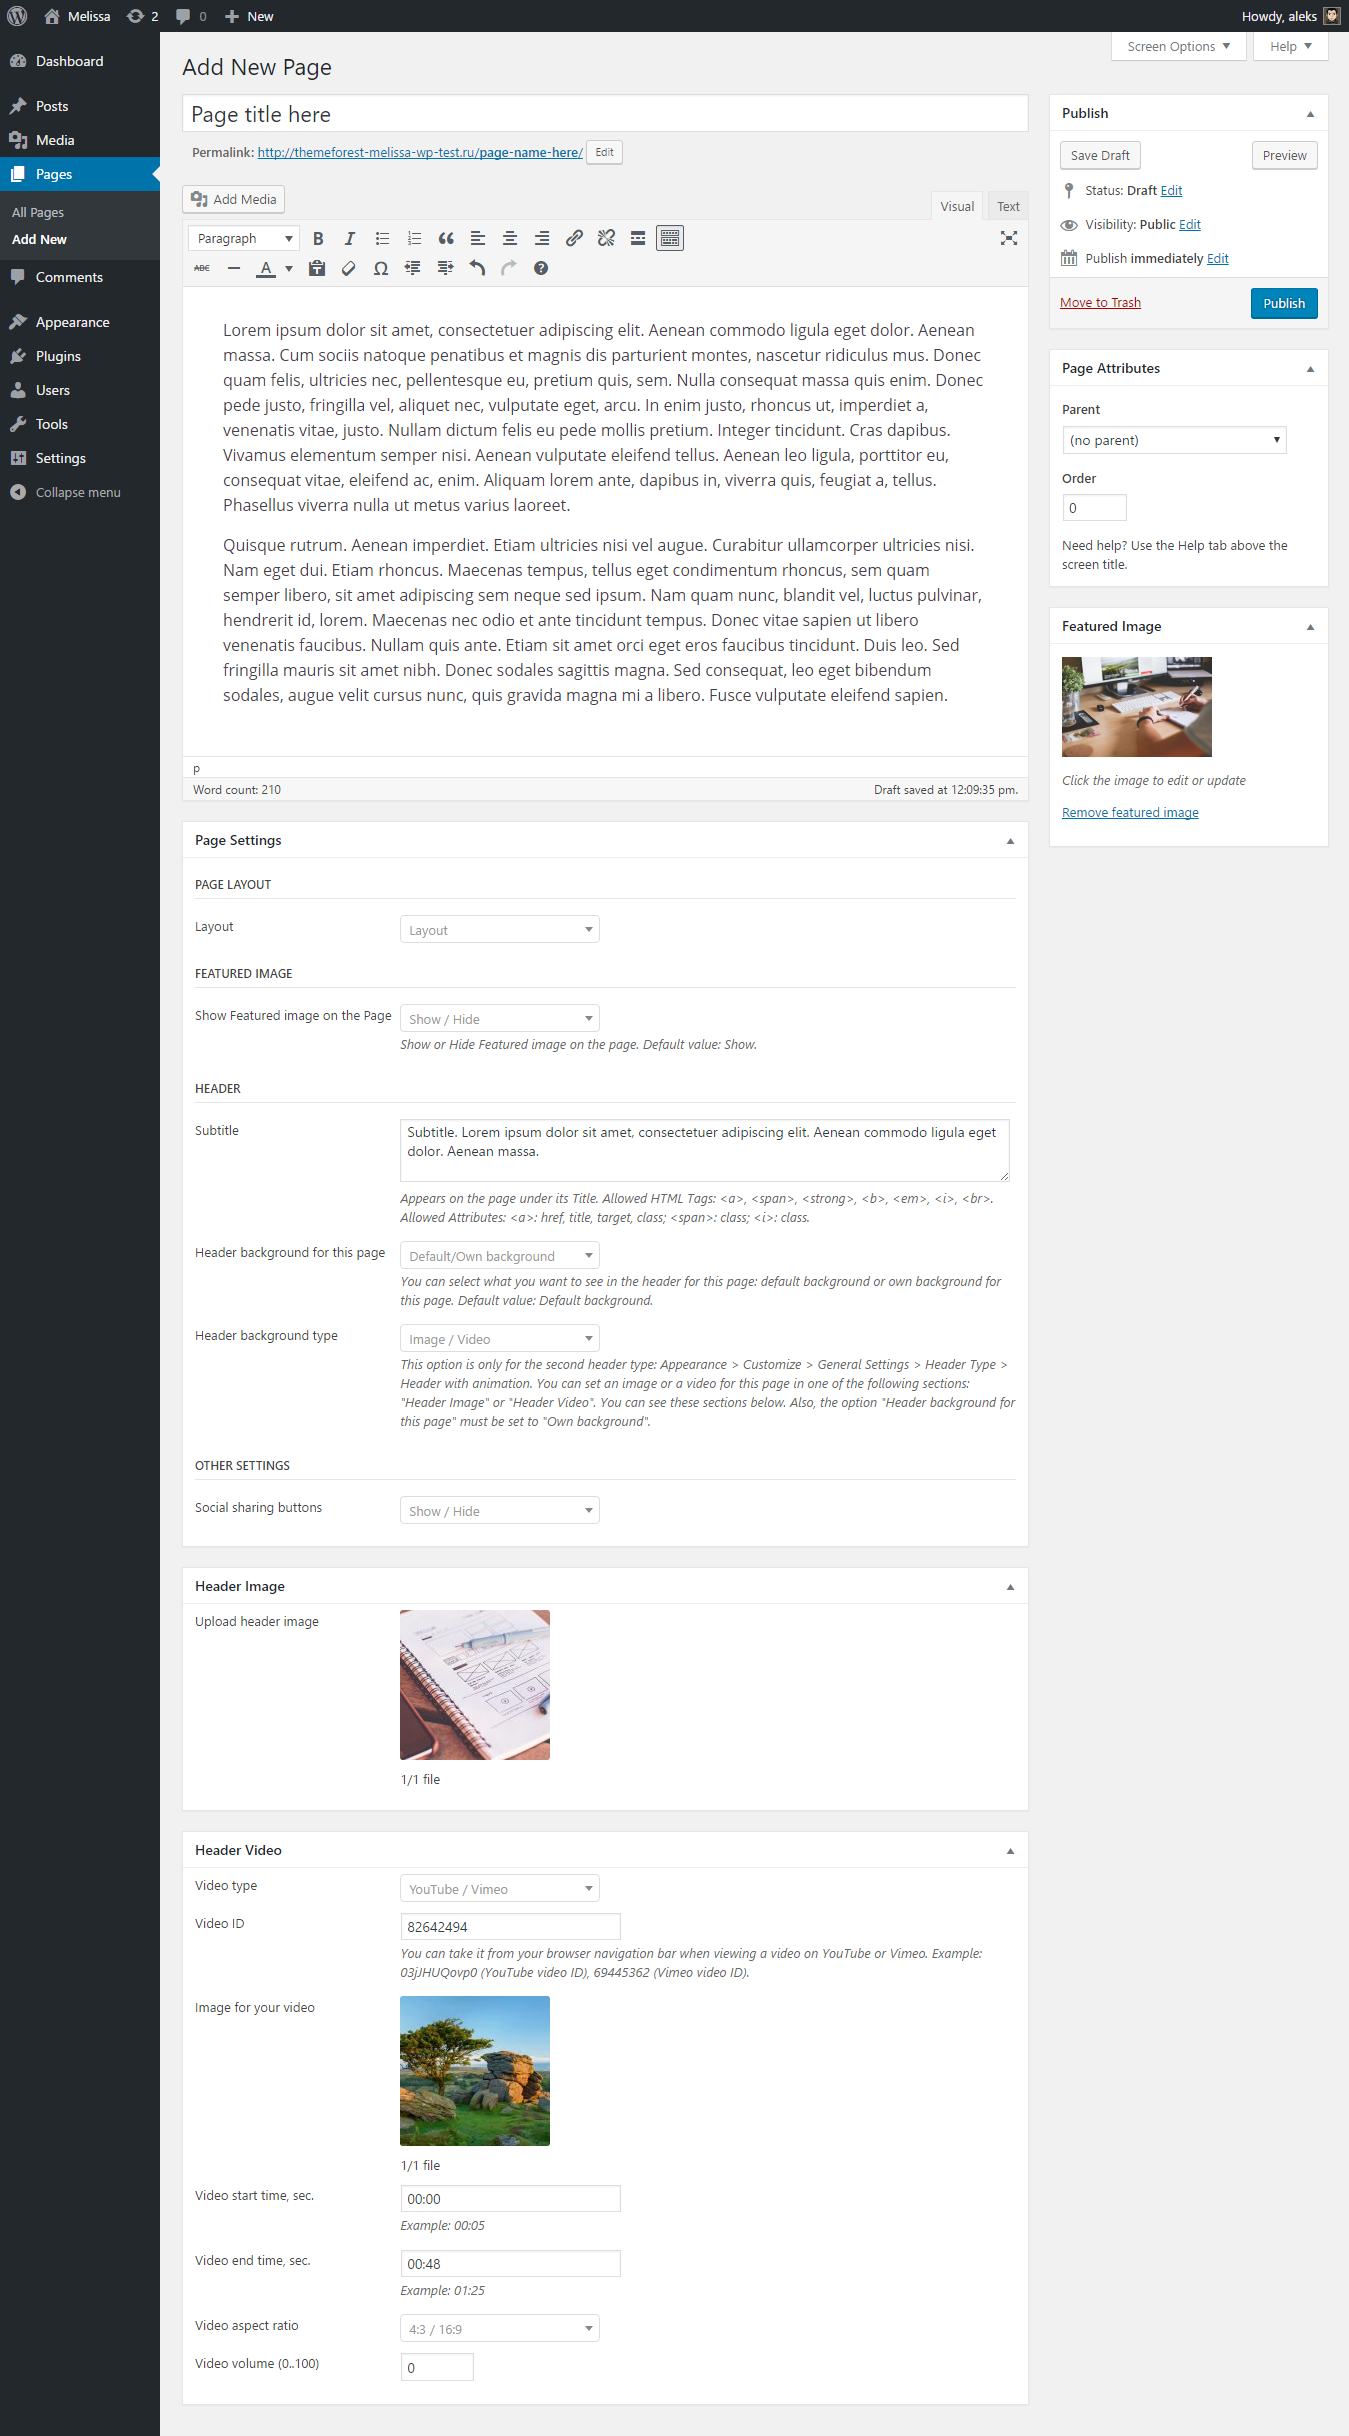 Melissa 2 0 New Howdy, aleks
Dashboard
Posts
Media
Pages
All Pages
Add New
Comments
Appearance
Plugins
Users
Tools
Settings
Collapse menu
Screen Options Help
Add New Page
Page title here
Permalink: http://themeforest-melissa-wp-test.ru/page-name-here/ Edit
Add Media Visual Text
Paragraph
ABC
Lorem ipsum dolor sit amet, consectetuer adipiscing elit. Aenean commodo ligula eget dolor. Aenean
massa. Cum sociis natoque penatibus et magnis dis parturient montes, nascetur ridiculus mus. Donec
quam felis, ultricies nec, pellentesque eu, pretium quis, sem. Nulla consequat massa quis enim. Donec
pede justo, fringilla vel, aliquet nec, vulputate eget, arcu. In enim justo, rhoncus ut, imperdiet a,
venenatis vitae, justo. Nullam dictum felis eu pede mollis pretium. Integer tincidunt. Cras dapibus.
Vivamus elementum semper nisi. Aenean vulputate eleifend tellus. Aenean leo ligula, porttitor eu,
consequat vitae, eleifend ac, enim. Aliquam lorem ante, dapibus in, viverra quis, feugiat a, tellus.
Phasellus viverra nulla ut metus varius laoreet.
Quisque rutrum. Aenean imperdiet. Etiam ultricies nisi vel augue. Curabitur ullamcorper ultricies nisi.
Nam eget dui. Etiam rhoncus. Maecenas tempus, tellus eget condimentum rhoncus, sem quam
semper libero, sit amet adipiscing sem neque sed ipsum. Nam quam nunc, blandit vel, luctus pulvinar,
hendrerit id, lorem. Maecenas nec odio et ante tincidunt tempus. Donec vitae sapien ut libero
venenatis faucibus. Nullam quis ante. Etiam sit amet orci eget eros faucibus tincidunt. Duis leo. Sed
fringilla mauris sit amet nibh. Donec sodales sagittis magna. Sed consequat, leo eget bibendum
sodales, augue velit cursus nunc, quis gravida magna mi a libero. Fusce vulputate eleifend sapien.
p
Word count: 210 Draft saved at 12:09:35 pm.
Page Settings
PAGE LAYOUT
Layout Layout
FEATURED IMAGE
Show Featured image on the Page Show / Hide
Show or Hide Featured image on the page. Default value: Show.
HEADER
Subtitle Subtitle. Lorem ipsum dolor sit amet, consectetuer adipiscing elit. Aenean commodo ligula eget
dolor. Aenean massa.
Appears on the page under its Title. Allowed HTML Tags: <a>, <span>, <strong>, <b>, <em>, <i>, <br>.
Allowed Attributes: <a>: href, title, target, class; <span>: class; <i>: class.
Header background for this page Default/Own background
You can select what you want to see in the header for this page: default background or own background for
this page. Default value: Default background.
Header background type Image / Video
This option is only for the second header type: Appearance > Customize > General Settings > Header Type >
Header with animation. You can set an image or a video for this page in one of the following sections:
"Header Image" or "Header Video". You can see these sections below. Also, the option "Header background for
this page" must be set to "Own background".
OTHER SETTINGS
Social sharing buttons Show / Hide
Header Image
Upload header image
1/1 file
Header Video
Video type YouTube / Vimeo
Video ID 82642494
You can take it from your browser navigation bar when viewing a video on YouTube or Vimeo. Example:
03jJHUQovp0 (YouTube video ID), 69445362 (Vimeo video ID).
Image for your video
1/1 file
Video start time, sec. 00:00
Example: 00:05
Video end time, sec. 00:48
Example: 01:25
Video aspect ratio 4:3 / 16:9
Video volume (0..100) 0
Publish
Save Draft Preview
Status: Draft Edit
Visibility: Public Edit
Publish immediately Edit
Move to Trash Publish
Page Attributes
Parent
(no parent)
Order
0
Need help? Use the Help tab above the
screen title.
Featured Image
Click the image to edit or update
Remove featured image